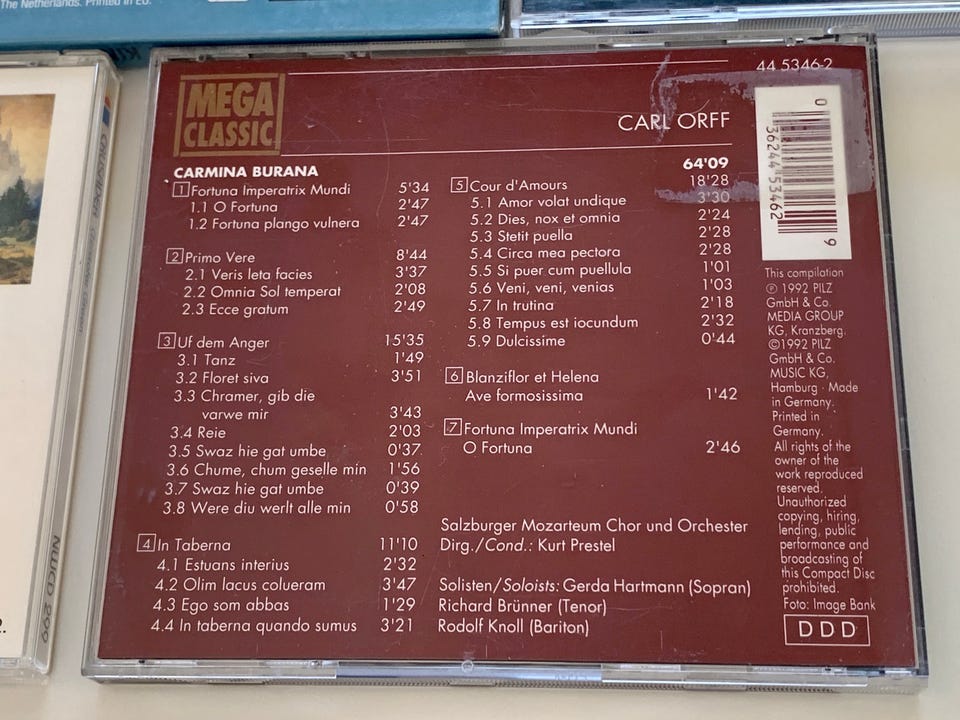 The Netherlands. Printed in EU.
MEGA
CLASSIC
44 5346-2
CARL ORFF
CARMINA BURANA 64'09
1 Fortuna Imperatrix Mundi 5'34
1.1 O Fortuna 2'47
1.2 Fortuna plango vulnera 2'47
2 Primo Vere 8'44
2.1 Veris leta facies 3'37
2.2 Omnia Sol temperat 2'08
2.3 Ecce gratum 2'49
3 Uf dem Anger 15'35
3.1 Tanz 1'49
3.2 Floret siva 3'51
3.3 Chramer, gib die
varwe mir 3'43
3.4 Reie 2'03
3.5 Swaz hie gat umbe 0'37
3.6 Chume, chum geselle min 1'56
3.7 Swaz hie gat umbe 0'39
3.8 Were diu werlt alle min 0'58
4 In Taberna 11'10
4.1 Estuans interius 2'32
4.2 Olim lacus colueram 3'47
4.3 Ego som abbas 1'29
4.4 In taberna quando sumus 3'21
5 Cour d'Amours 18'28
5.1 Amor volat undique 3'30
5.2 Dies, nox et omnia 2'24
5.3 Stetit puella 2'28
5.4 Circa mea pectora 2'28
5.5 Si puer cum puellula 1'01
5.6 Veni, veni, venias 1'03
5.7 In trutina 2'18
5.8 Tempus est iocundum 2'32
5.9 Dulcissime 0'44
6 Blanziflor et Helena
Ave formosissima 1'42
7 Fortuna Imperatrix Mundi
O Fortuna 2'46
Salzburger Mozarteum Chor und Orchester
Dirg./Cond.: Kurt Prestel
Solisten/Soloists: Gerda Hartmann (Sopran)
Richard Brünner (Tenor)
Rodolf Knoll (Bariton)
0 36244 53462 9
This compilation
℗ 1992 PILZ
GmbH & Co.
MEDIA GROUP
KG, Kranzberg.
©1992 PILZ
GmbH & Co.
MUSIC KG,
Hamburg · Made
in Germany.
Printed in
Germany.
All rights of the
owner of the
work reproduced
reserved.
Unauthorized
copying, hiring,
lending, public
performance and
broadcasting of
this Compact Disc
prohibited.
Foto: Image Bank
DDD
NWCD 299
2.